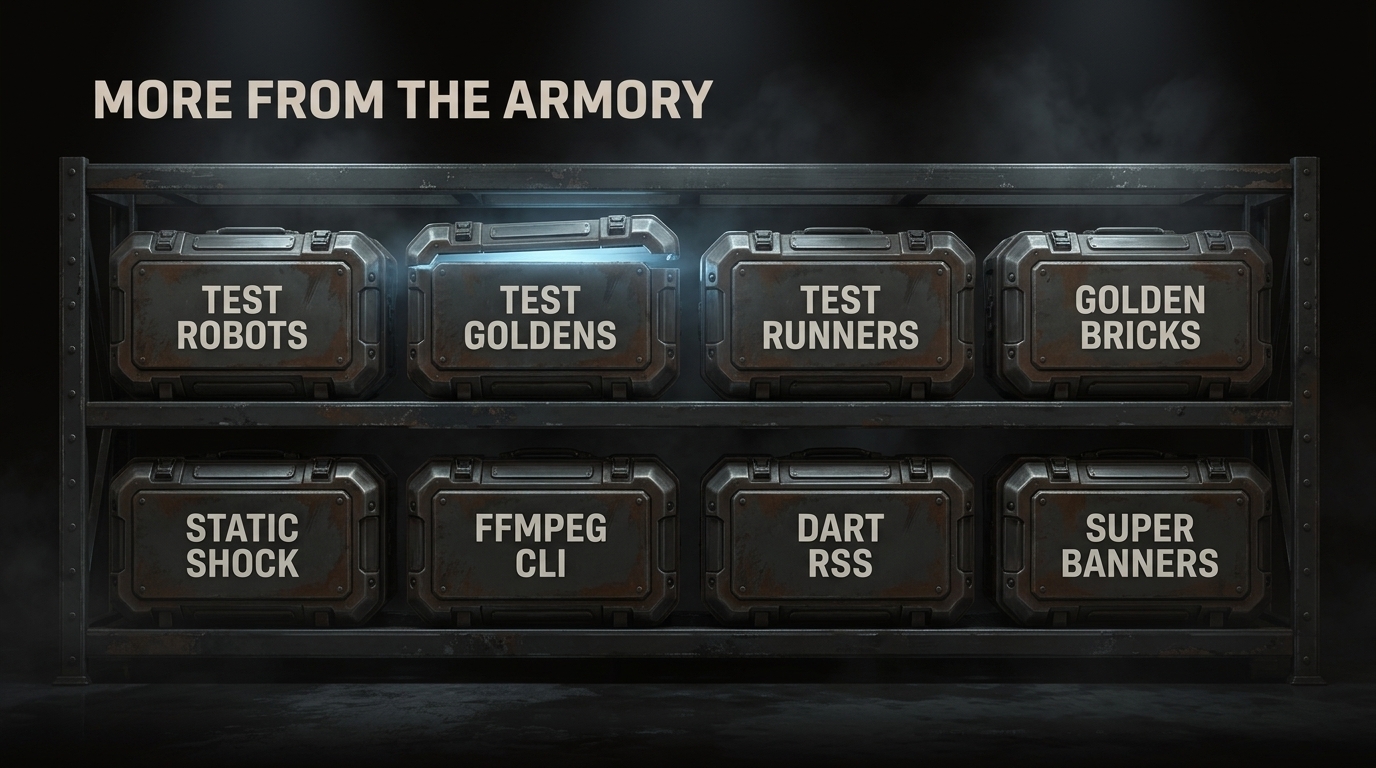 MORE FROM THE ARMORY
TEST
ROBOTS
TEST
GOLDENS
TEST
RUNNERS
GOLDEN
BRICKS
STATIC
SHOCK
FFMPEG
CLI
DART
RSS
SUPER
BANNERS